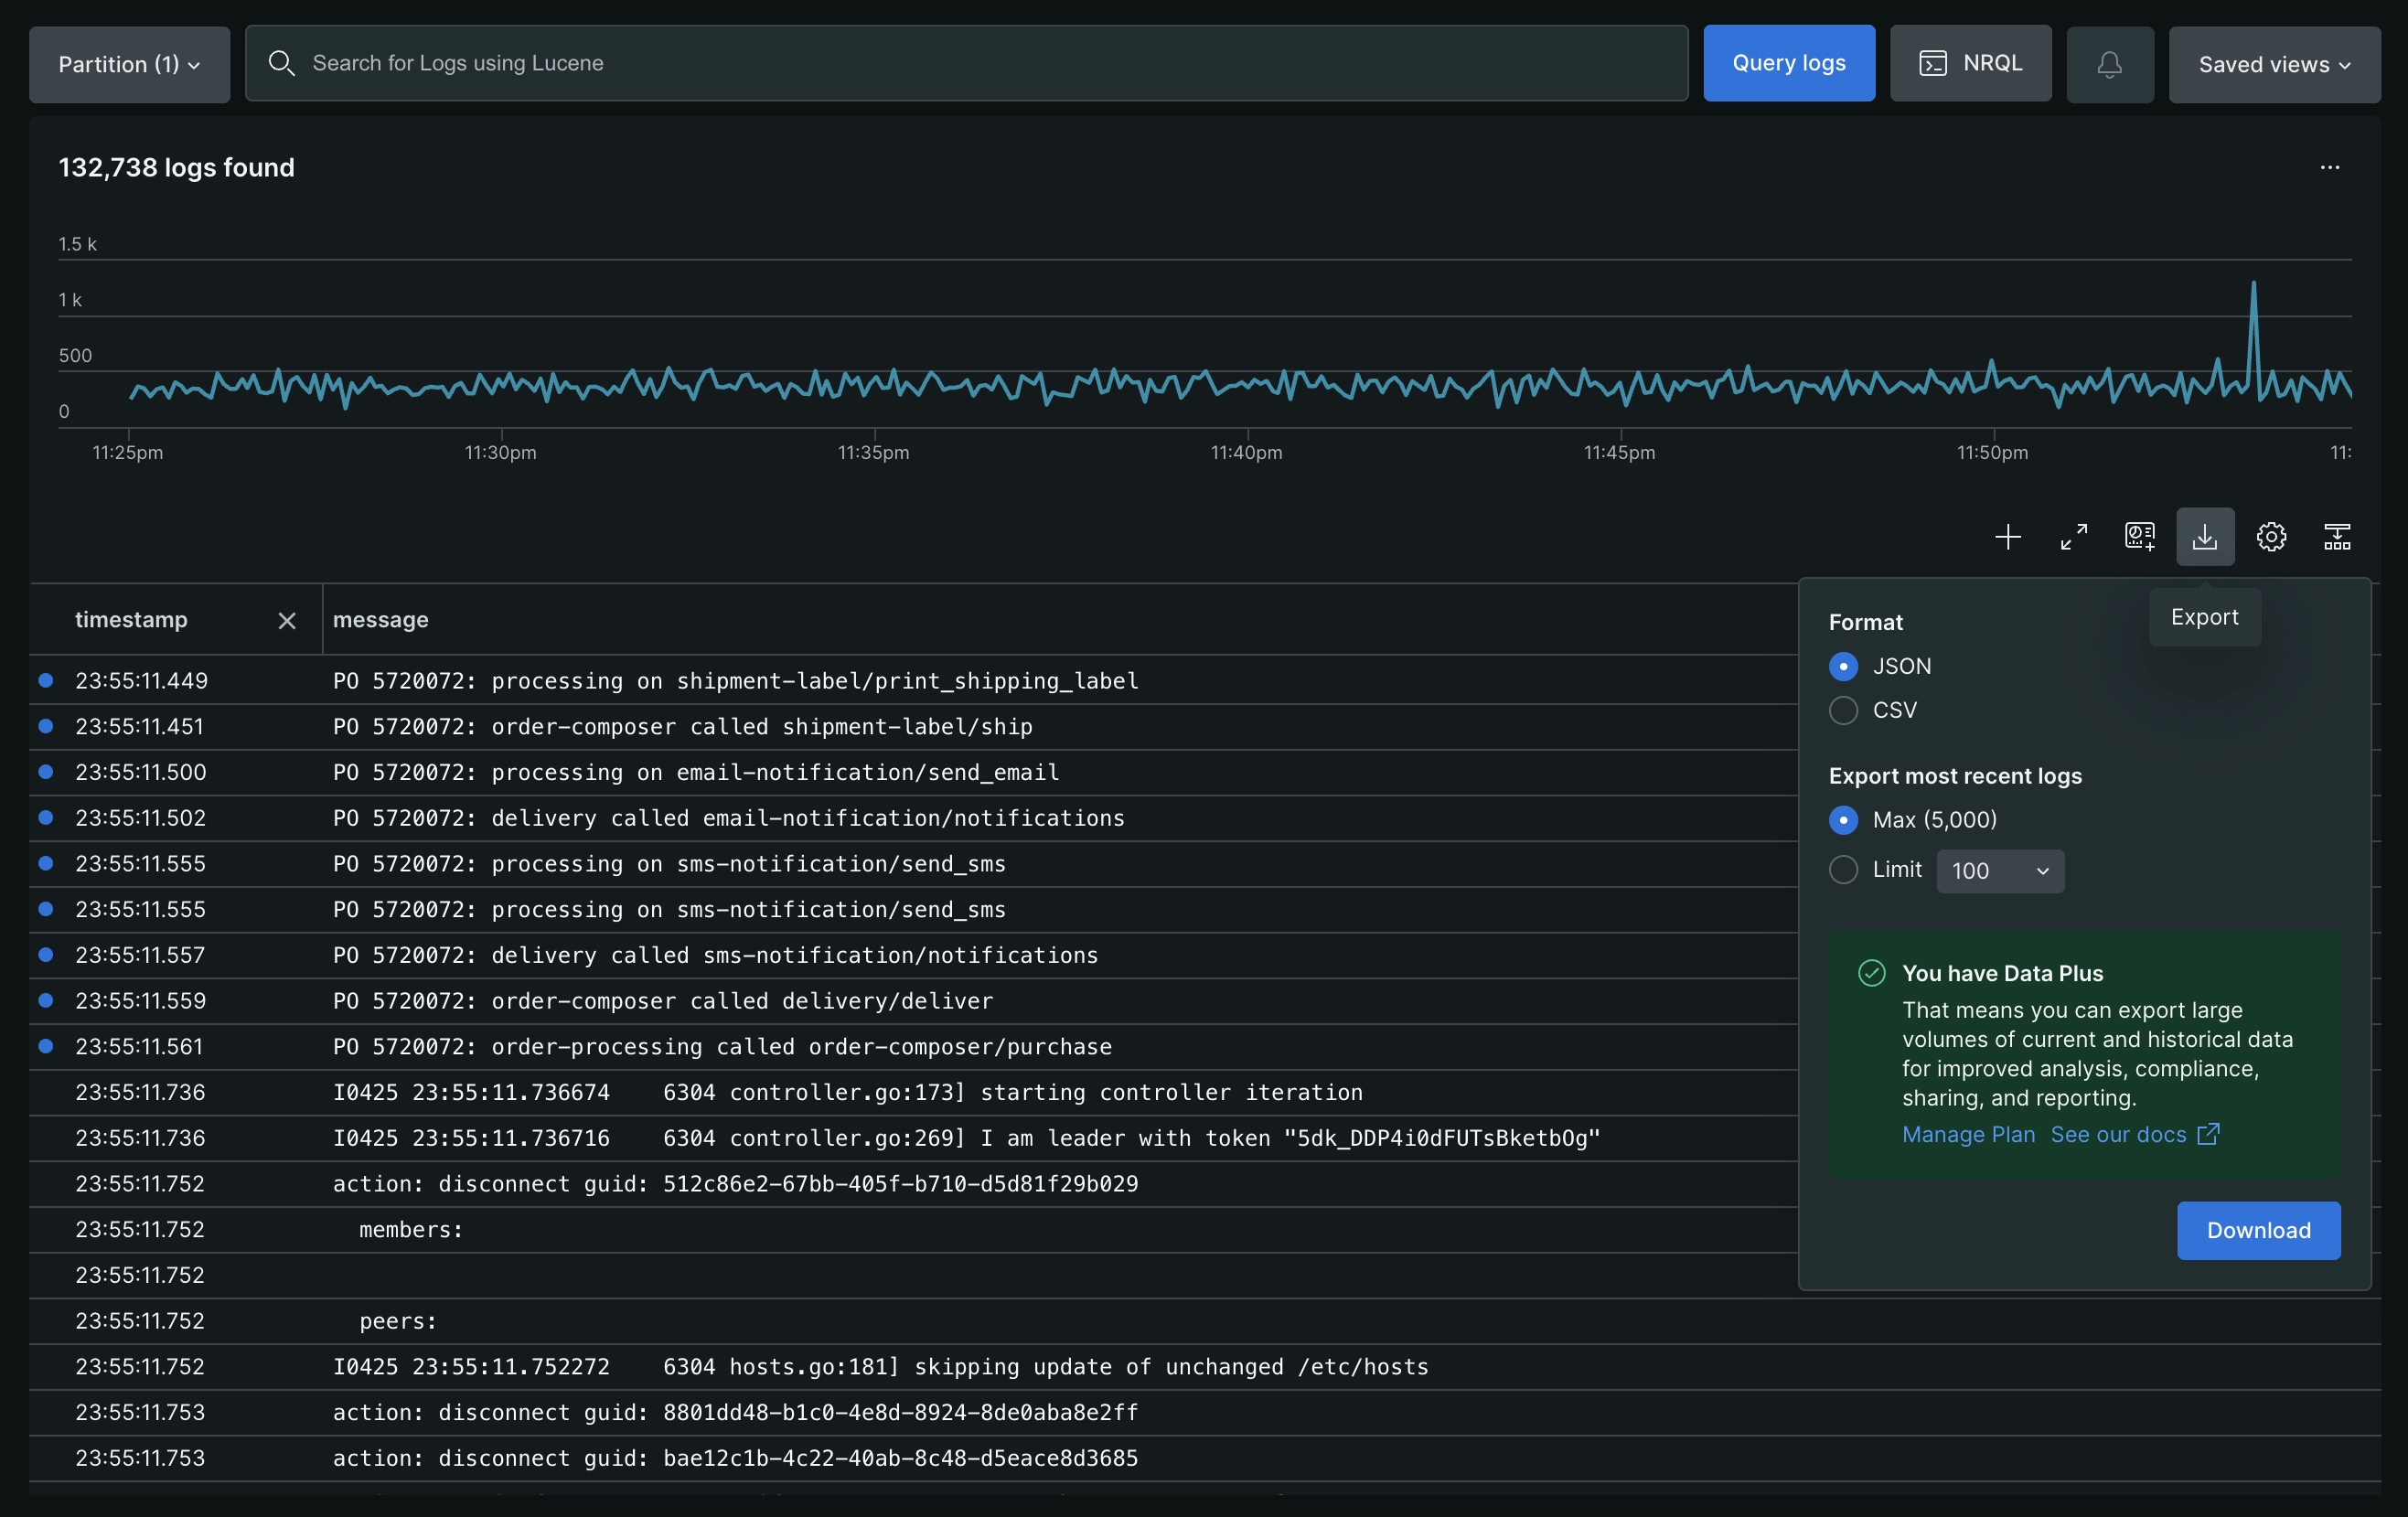 Partition (1)
Search for Logs using Lucene
Query logs
NRQL
Saved views
132,738 logs found
1.5 k
1 k
500
0
11:25pm 11:30pm 11:35pm 11:40pm 11:45pm 11:50pm 11:
Export
timestamp message
23:55:11.449 PO 5720072: processing on shipment-label/print_shipping_label
23:55:11.451 PO 5720072: order-composer called shipment-label/ship
23:55:11.500 PO 5720072: processing on email-notification/send_email
23:55:11.502 PO 5720072: delivery called email-notification/notifications
23:55:11.555 PO 5720072: processing on sms-notification/send_sms
23:55:11.555 PO 5720072: processing on sms-notification/send_sms
23:55:11.557 PO 5720072: delivery called sms-notification/notifications
23:55:11.559 PO 5720072: order-composer called delivery/deliver
23:55:11.561 PO 5720072: order-processing called order-composer/purchase
23:55:11.736 I0425 23:55:11.736674    6304 controller.go:173] starting controller iteration
23:55:11.736 I0425 23:55:11.736716    6304 controller.go:269] I am leader with token "5dk_DDP4i0dFUTsBketbOg"
23:55:11.752 action: disconnect guid: 512c86e2-67bb-405f-b710-d5d81f29b029
23:55:11.752 members:
23:55:11.752
23:55:11.752 peers:
23:55:11.752 I0425 23:55:11.752272    6304 hosts.go:181] skipping update of unchanged /etc/hosts
23:55:11.753 action: disconnect guid: 8801dd48-b1c0-4e8d-8924-8de0aba8e2ff
23:55:11.753 action: disconnect guid: bae12c1b-4c22-40ab-8c48-d5eace8d3685
Format
JSON
CSV
Export most recent logs
Max (5,000)
Limit 100
You have Data Plus
That means you can export large
volumes of current and historical data
for improved analysis, compliance,
sharing, and reporting.
Manage Plan See our docs
Download